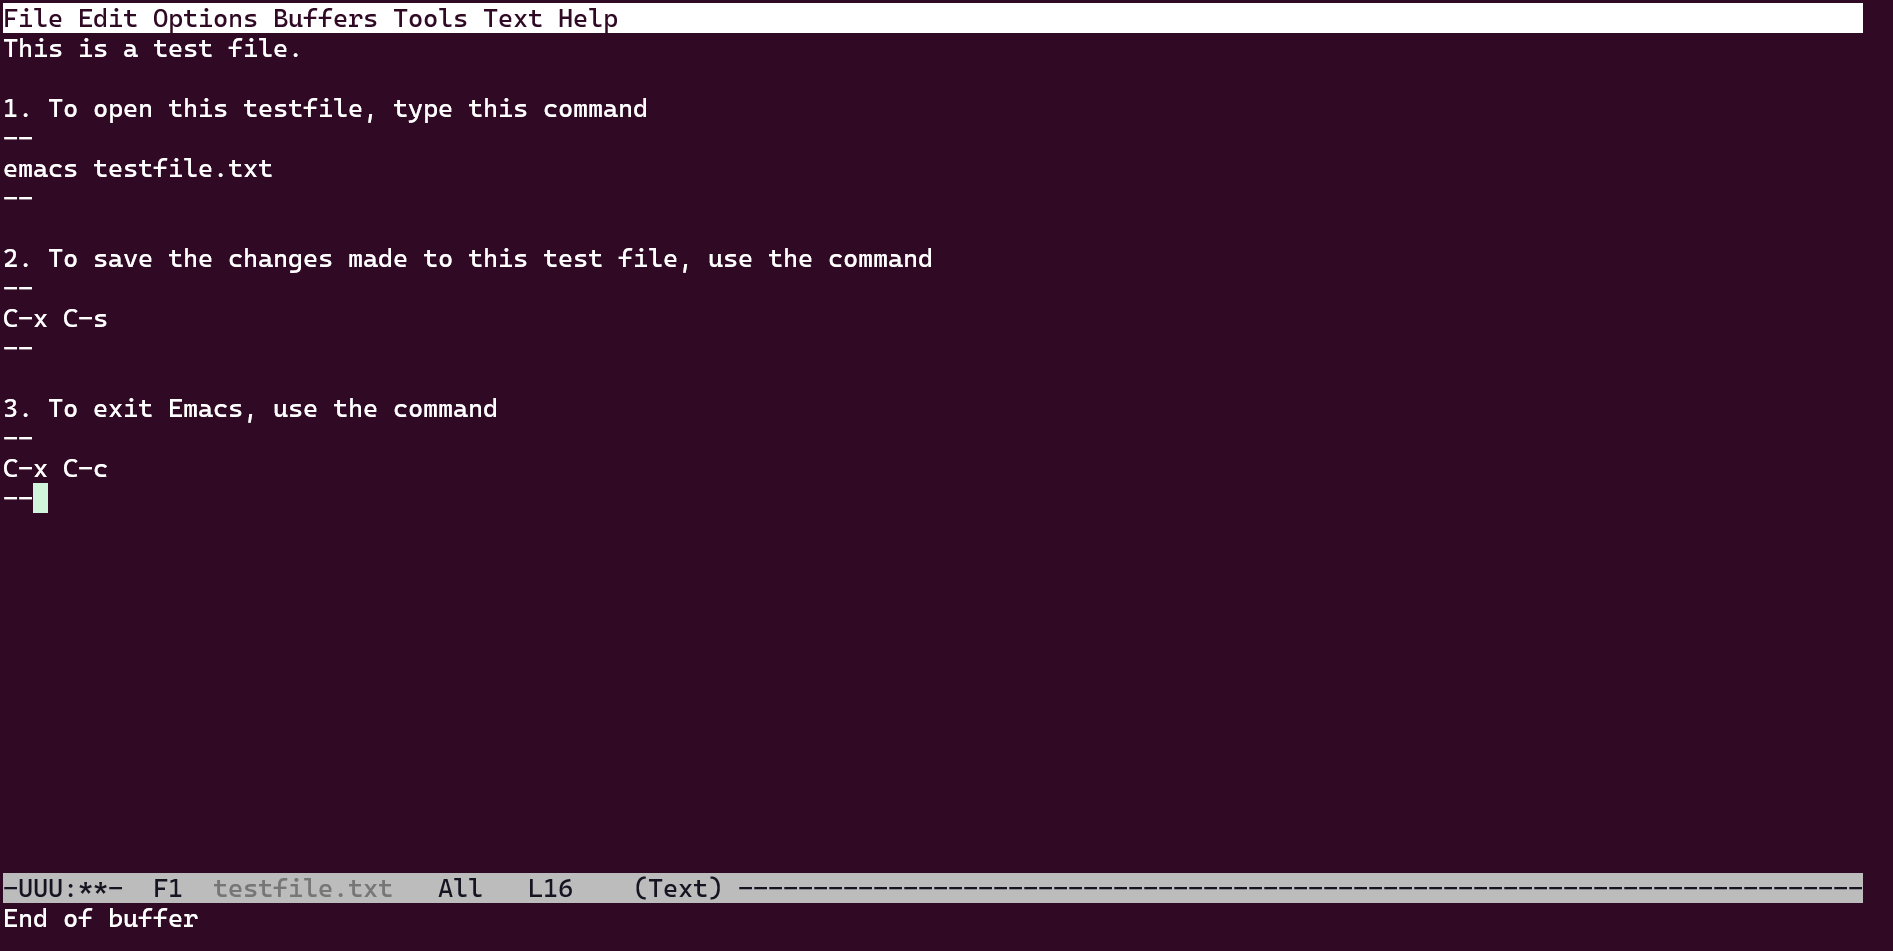 File Edit Options Buffers Tools Text Help
This is a test file.
1. To open this testfile, type this command
--
emacs testfile.txt
--
2. To save the changes made to this test file, use the command
--
C-x C-s
--
3. To exit Emacs, use the command
--
C-x C-c
--
-UUU:**-  F1  testfile.txt   All   L16    (Text) ---------------------------------------------------------------------------
End of buffer